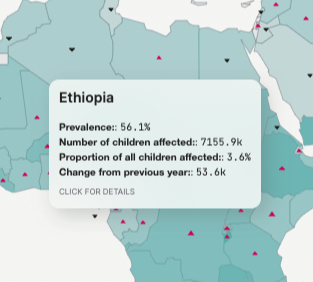 Ethiopia
Prevalence:: 56.1%
Number of children affected:: 7155.9k
Proportion of all children affected:: 3.6%
Change from previous year:: 53.6k
CLICK FOR DETAILS